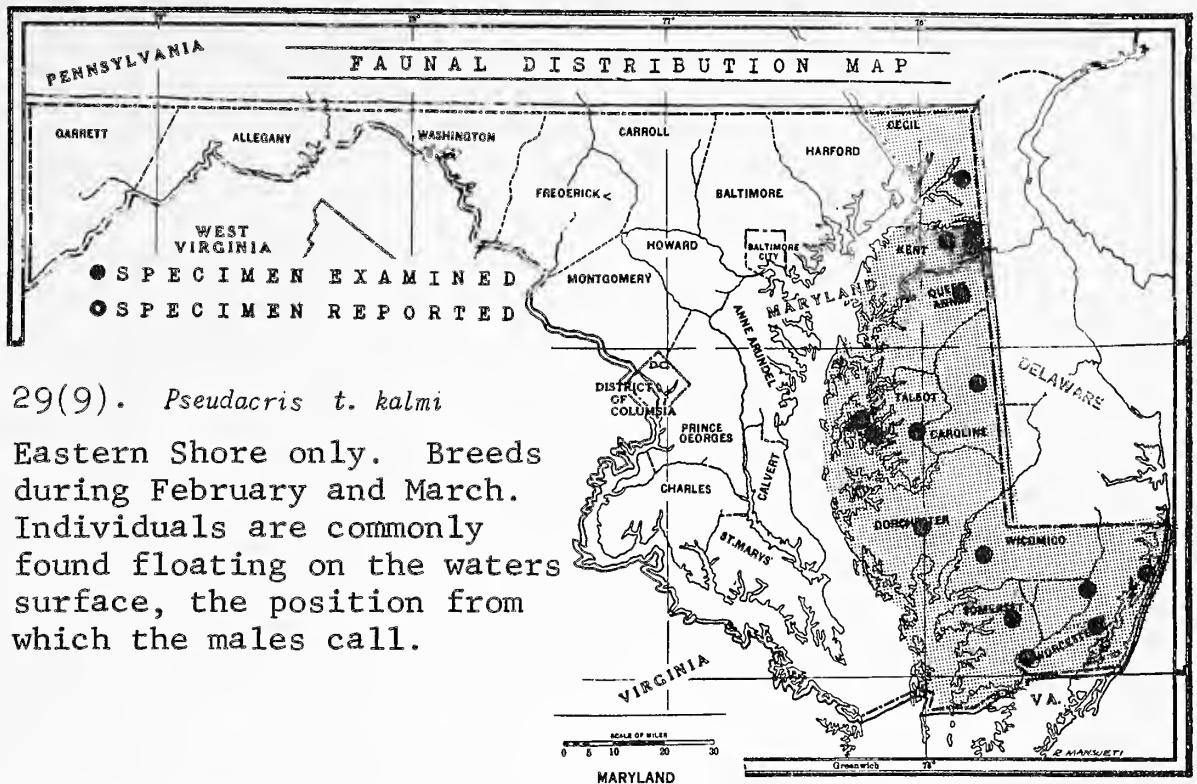 79° 78° 77° 76°
PENNSYLVANIA
FAUNAL DISTRIBUTION MAP
GARRETT
ALLEGANY
WASHINGTON
CARROLL
CECIL
HARFORD
FREDERICK
BALTIMORE
WEST
VIRGINIA
HOWARD
BALTIMORE
CITY
KENT
MONTGOMERY
MARYLAND
ANNE ARUNDEL
SPECIMEN EXAMINED
SPECIMEN REPORTED
D.C.
DISTRICT
OF
COLUMBIA
DELAWARE
TALBOT
CAROLINE
PRINCE
GEORGES
CALVERT
CHARLES
ST. MARYS
DORCHESTER
WICOMICO
SOMERSET
WORCESTER
29(9). Pseudacris t. kalmi
Eastern Shore only. Breeds
during February and March.
Individuals are commonly
found floating on the waters
surface, the position from
which the males call.
VIRGINIA
VA.
SCALE OF MILES
0 5 10 20 30
MARYLAND
Greenwich
R. MANSUETI